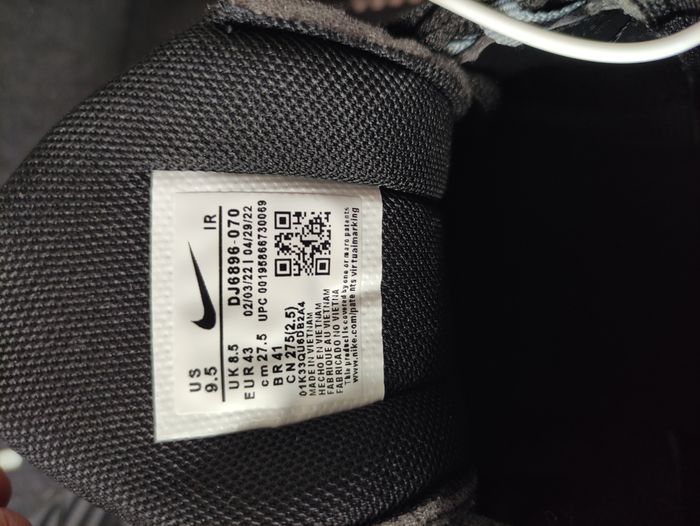 US
9.5
IR
UK 8.5
DJ6896-070
EUR 43
02/03/22 | 04/29/22
cm 27.5
UPC 00195866730069
BR 41
CN 275(2.5)
01K33QU6DB2A4
MADE IN VIETNAM
HECHO EN VIETNAM
FABRIQUE AU VIETNAM
FABRICADO NO VIETNA
This product is covered by one or more patents
www.nike.com/patents virtualmarking